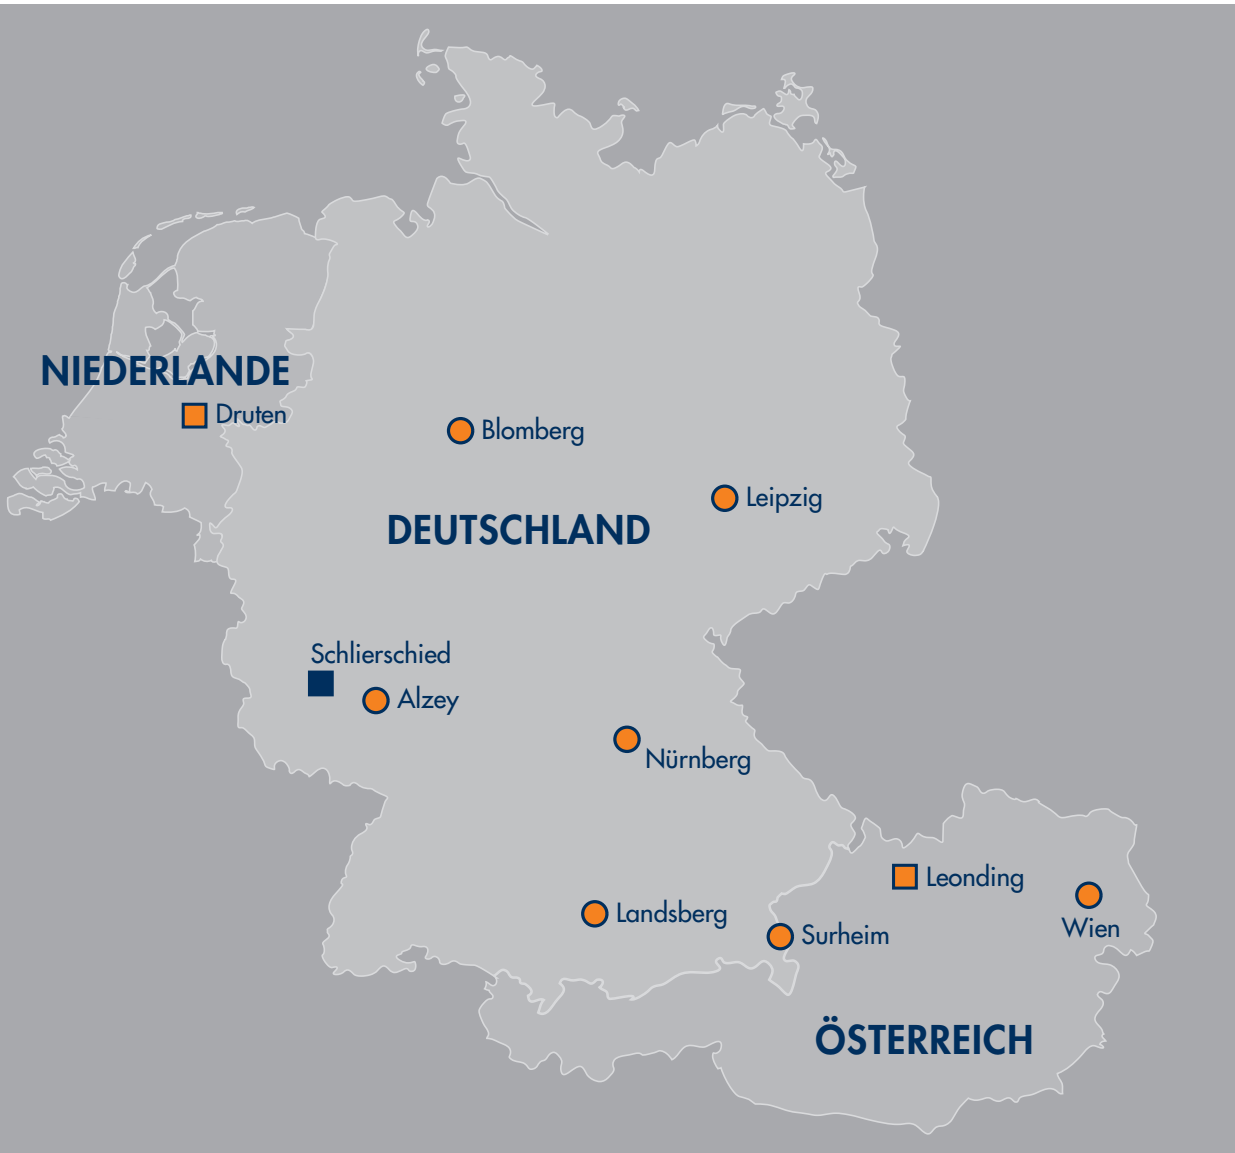 NIEDERLANDE
Druten
Blomberg
Leipzig
DEUTSCHLAND
Schlierschied
Alzey
Nürnberg
Leonding
Landsberg
Wien
Surheim
ÖSTERREICH